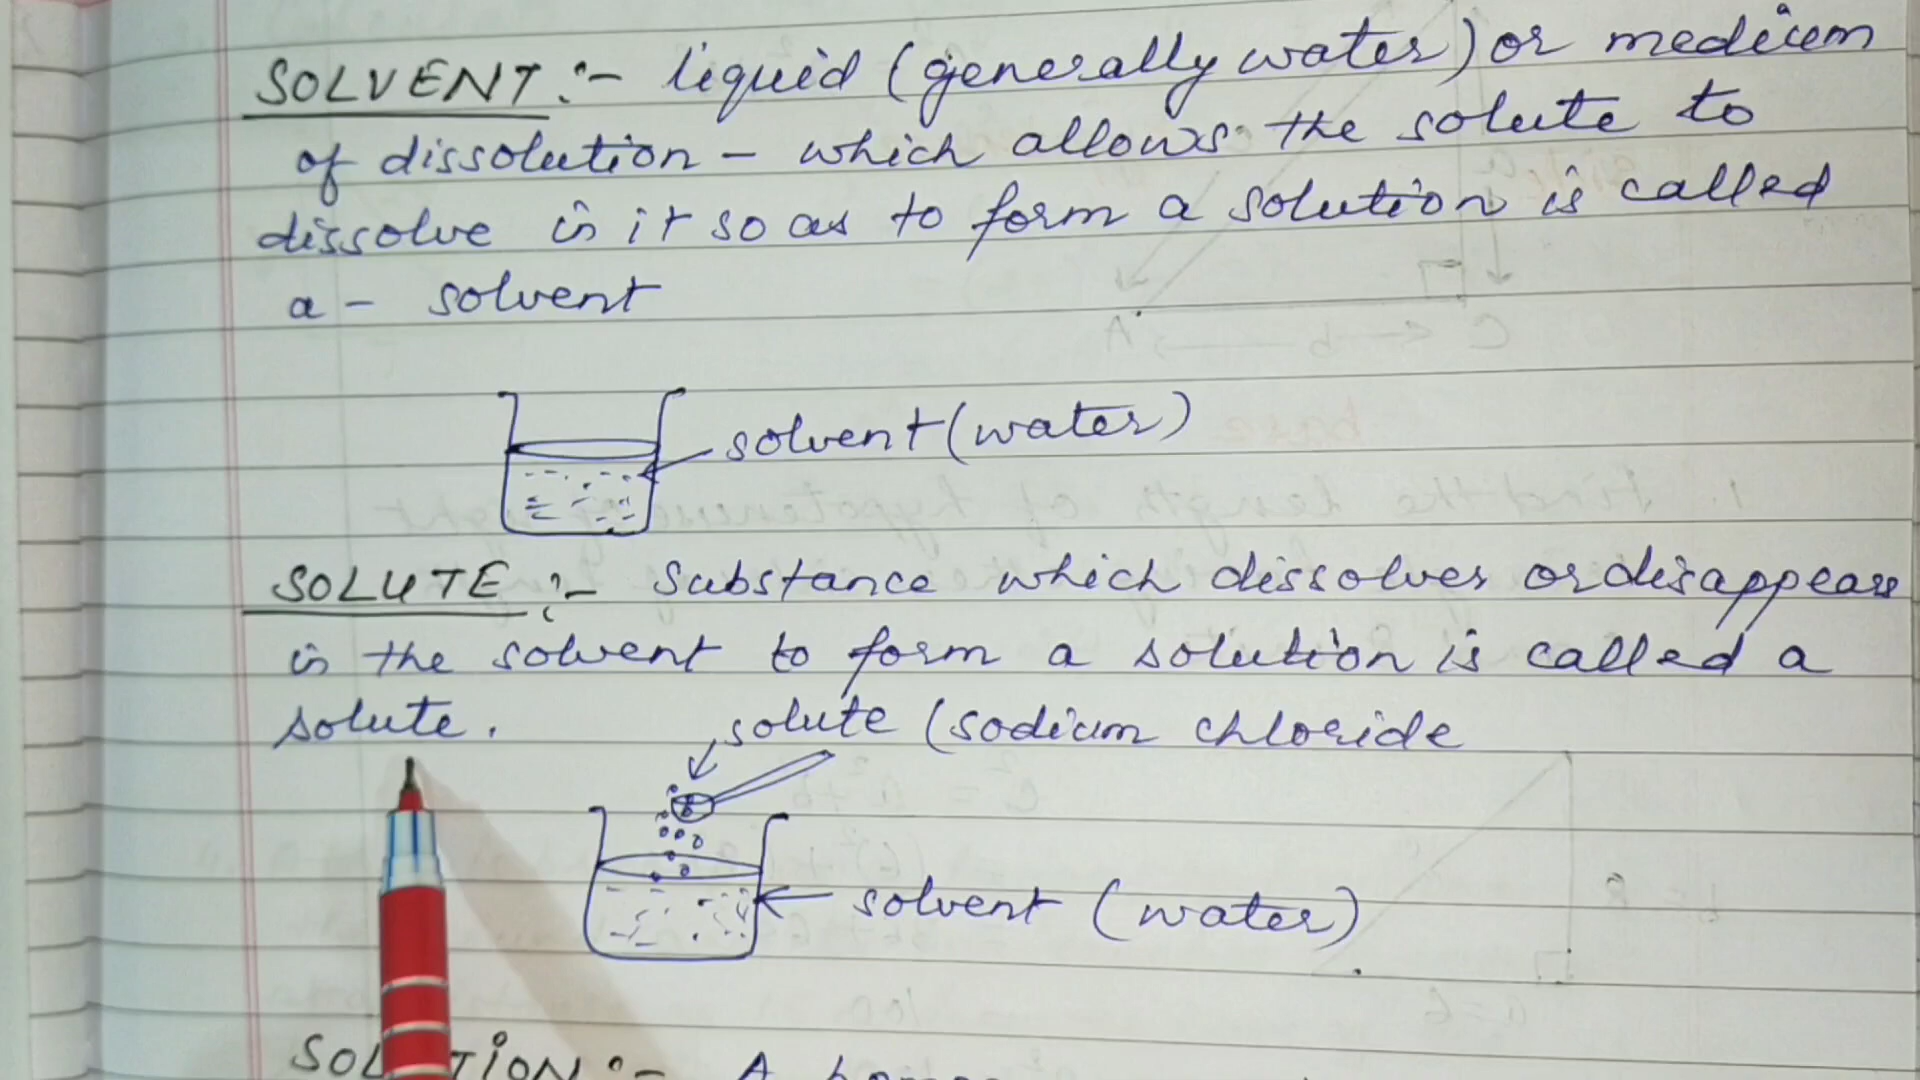 SOLVENT :- liquid (generally water) or medium
of dissolution - which allows the solute to
dissolve in it so as to form a solution is called
a - solvent
solvent (water)
SOLUTE :- Substance which dissolves or disappears
in the solvent to form a solution is called a
solute.
solute (sodium chloride
solvent (water)
:- A